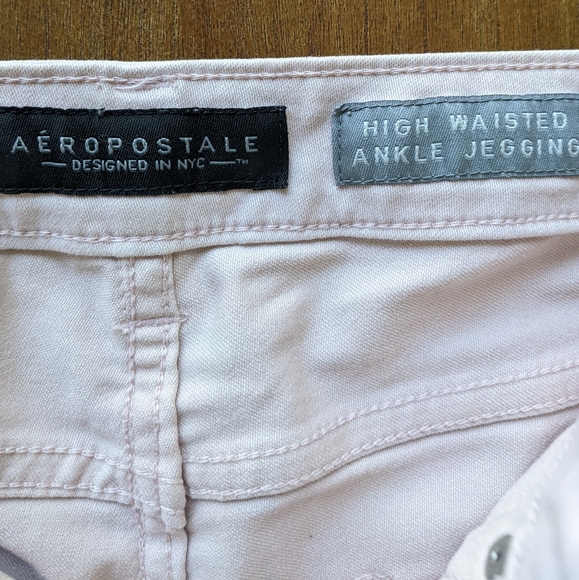 AÉROPOSTALE
DESIGNED IN NYC ™
HIGH WAISTED
ANKLE JEGGING